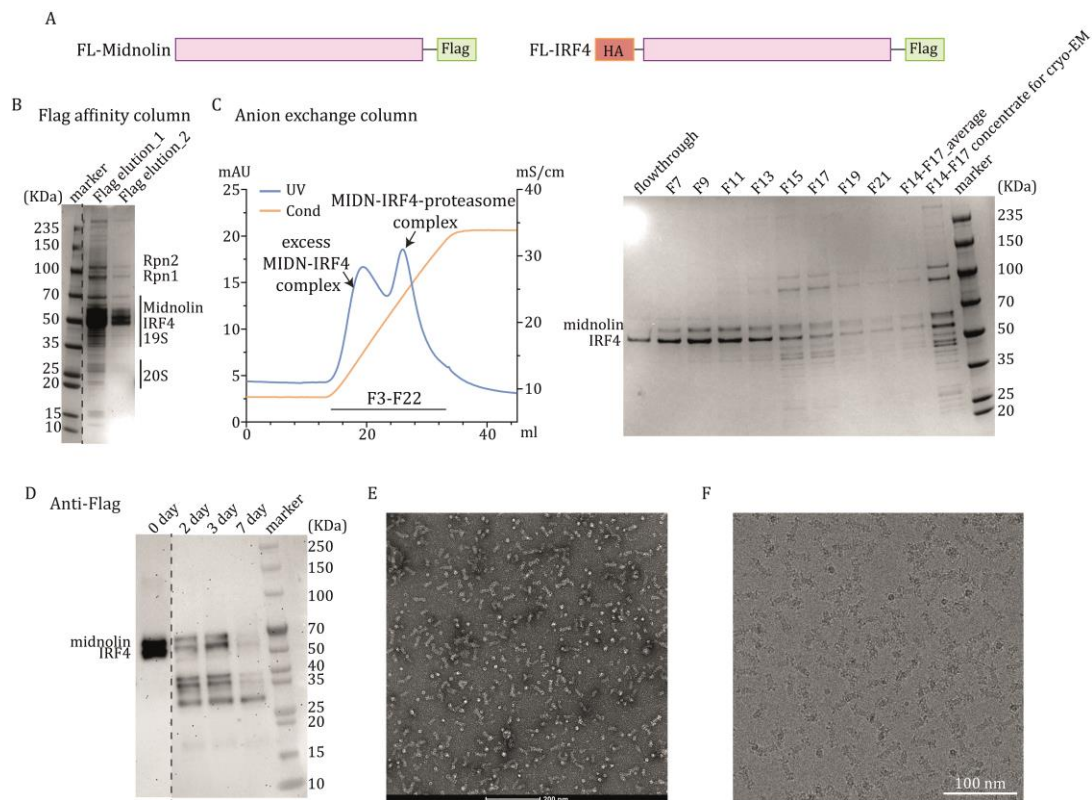 A
FL-Midnolin
Flag
FL-IRF4
HA
Flag
B
Flag affinity column
marker
Flag elution_1
Flag elution_2
(KDa)
235
150
100
70
50
35
25
20
15
10
Rpn2
Rpn1
Midnolin
IRF4
19S
20S
C
Anion exchange column
mAU
mS/cm
25
20
15
10
5
0
40
30
20
10
UV
Cond
excess
MIDN-IRF4
complex
MIDN-IRF4-proteasome
complex
F3-F22
0
20
40
ml
flowthrough
F7
F9
F11
F13
F15
F17
F19
F21
F14-F17_average
F14-F17 concentrate for cryo-EM
marker
(KDa)
midnolin
IRF4
235
150
100
70
50
35
25
20
D
Anti-Flag
0 day
2 day
3 day
7 day
marker
(KDa)
midnolin
IRF4
250
150
100
70
50
40
35
25
20
15
10
E
200 nm
F
100 nm